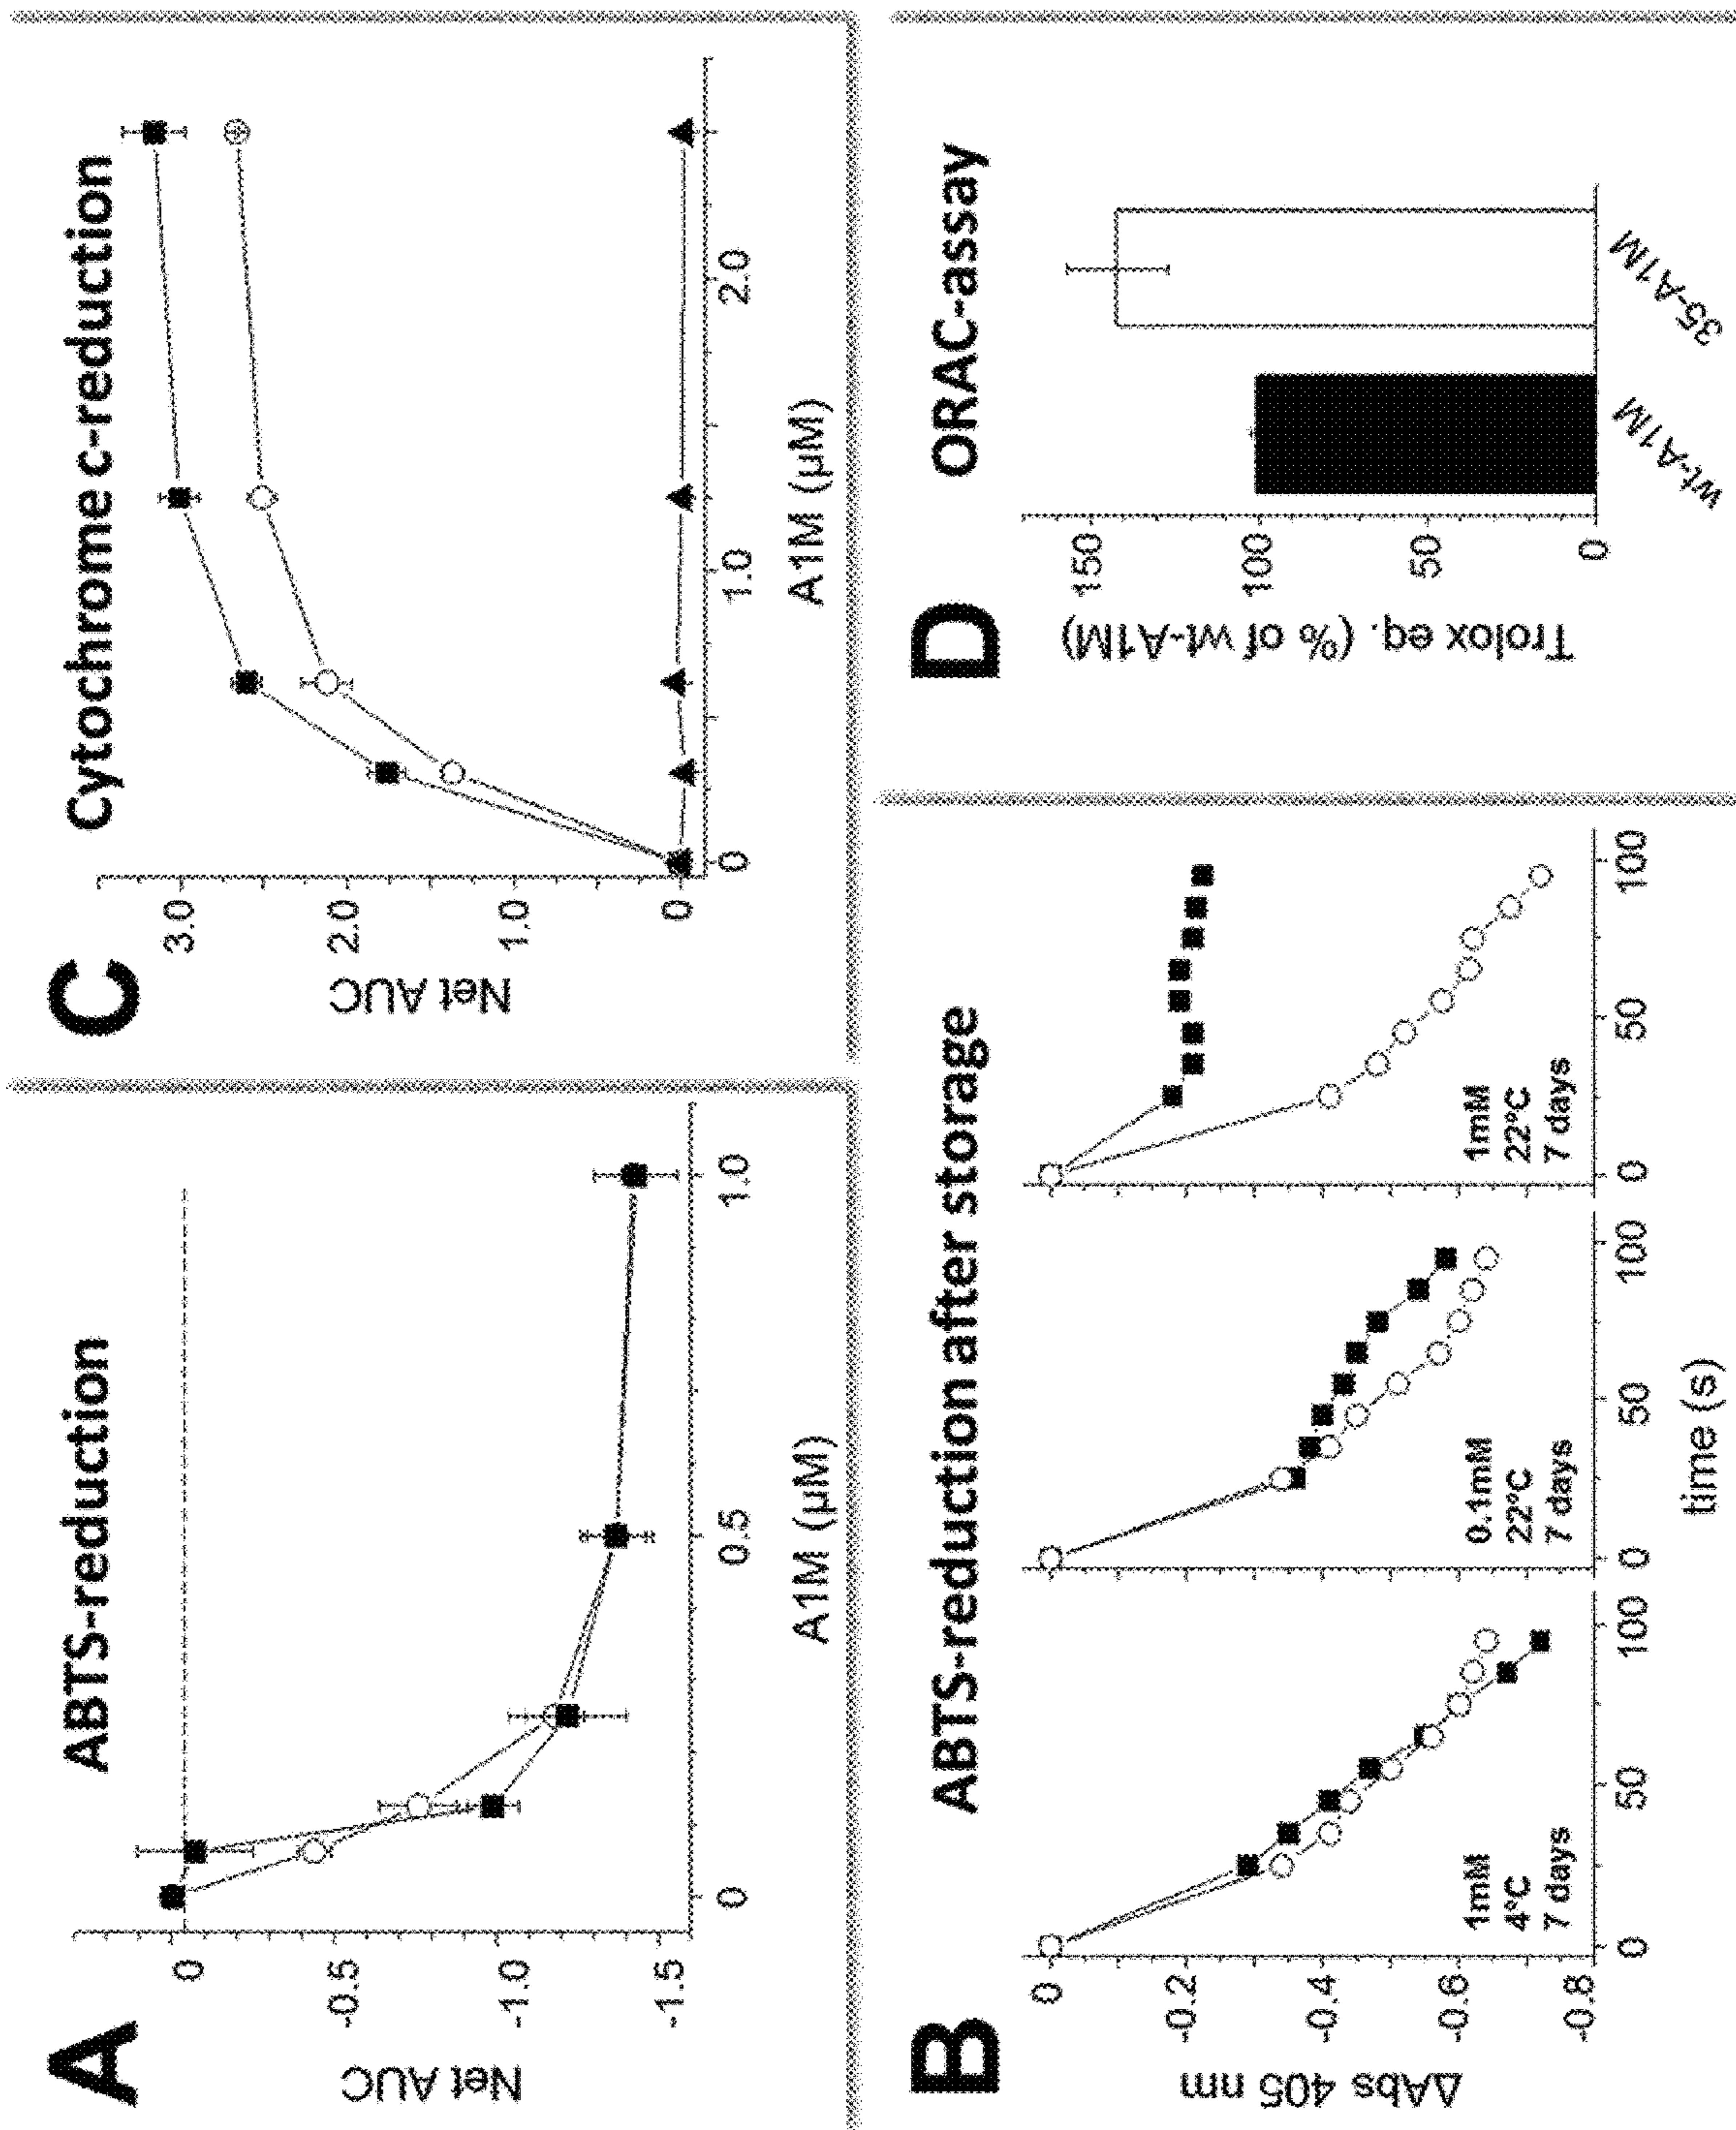 A
ABTS-reduction
0
-0.5
-1.0
-1.5
Net AUC
0
0.5
1.0
A1M (µM)
C
Cytochrome c-reduction
3.0
2.0
1.0
0
Net AUC
0
1.0
2.0
A1M (µM)
B
ABTS-reduction after storage
0
-0.2
-0.4
-0.6
-0.8
ΔAbs 405 nm
1mM
4°C
7 days
0
50
100
0.1mM
22°C
7 days
0
50
100
1mM
22°C
7 days
0
50
100
time (s)
D
ORAC-assay
150
100
50
0
Trolox eq. (% of wt-A1M)
wt-A1M
35-A1M